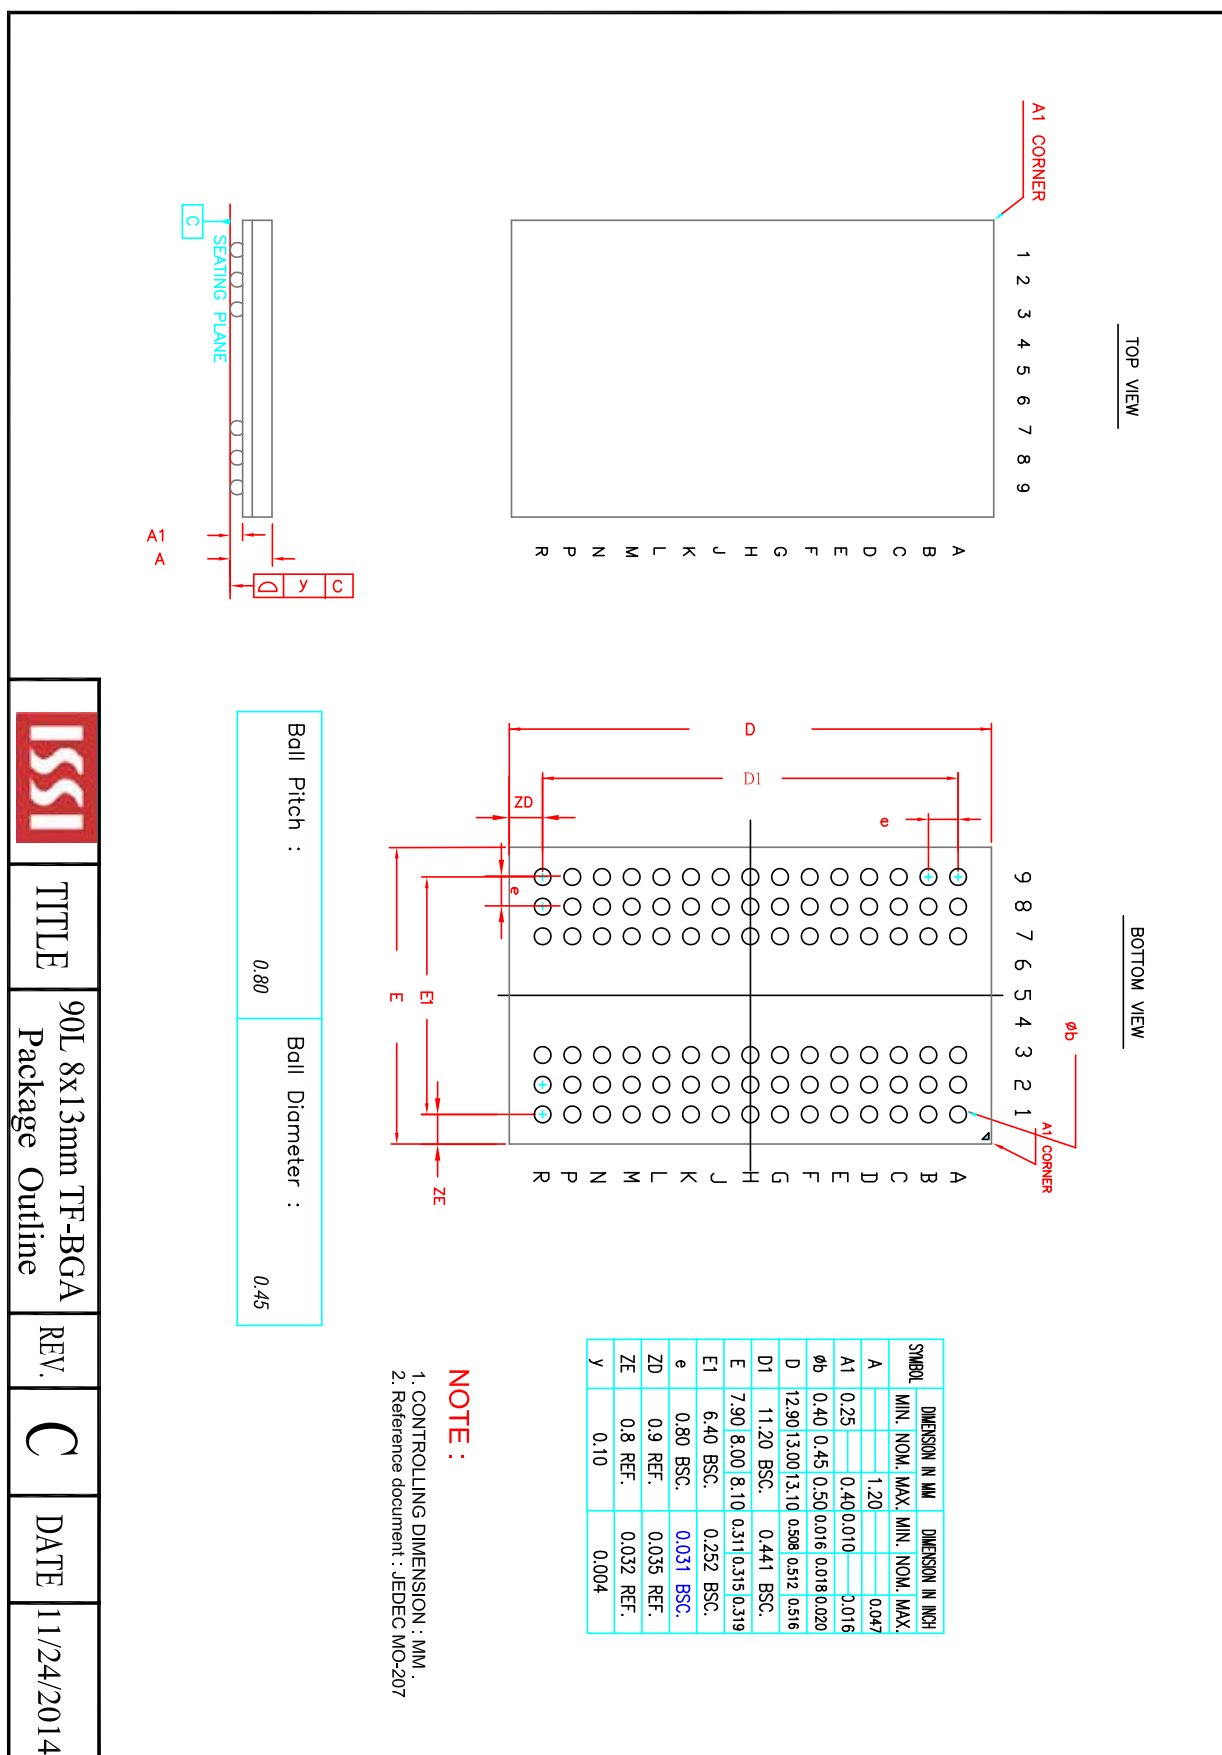 TOP VIEW
A1 CORNER
1 2 3 4 5 6 7 8 9
A
B
C
D
E
F
G
H
J
K
L
M
N
P
R
SEATING PLANE
C
A1
A
⌓ y C
BOTTOM VIEW
Øb
A1 CORNER
9 8 7 6 5 4 3 2 1
A
B
C
D
E
F
G
H
J
K
L
M
N
P
R
D
D1
e
ZD
e
E1
E
ZE
SYMBOL DIMENSION IN MM DIMENSION IN INCH
MIN. NOM. MAX. MIN. NOM. MAX.
A 1.20 0.047
A1 0.25 0.40 0.010 0.016
Øb 0.40 0.45 0.50 0.016 0.018 0.020
D 12.90 13.00 13.10 0.508 0.512 0.516
D1 11.20 BSC. 0.441 BSC.
E 7.90 8.00 8.10 0.311 0.315 0.319
E1 6.40 BSC. 0.252 BSC.
e 0.80 BSC. 0.031 BSC.
ZD 0.9 REF. 0.035 REF.
ZE 0.8 REF. 0.032 REF.
y 0.10 0.004
NOTE :
1. CONTROLLING DIMENSION : MM .
2. Reference document : JEDEC MO-207
Ball Pitch :
0.80
Ball Diameter :
0.45
ISSI
TITLE
90L 8x13mm TF-BGA
Package Outline
REV.
C
DATE
11/24/2014